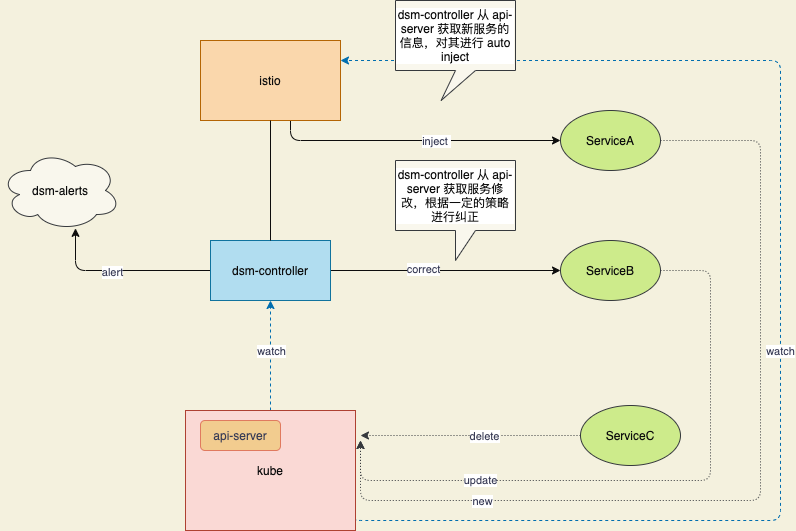 dsm-controller 从 api-
server 获取新服务的
信息，对其进行 auto
inject
istio
inject
ServiceA
dsm-alerts
dsm-controller 从 api-
server 获取服务修
改，根据一定的策略
进行纠正
dsm-controller
alert
correct
ServiceB
watch
watch
api-server
kube
delete
ServiceC
update
new